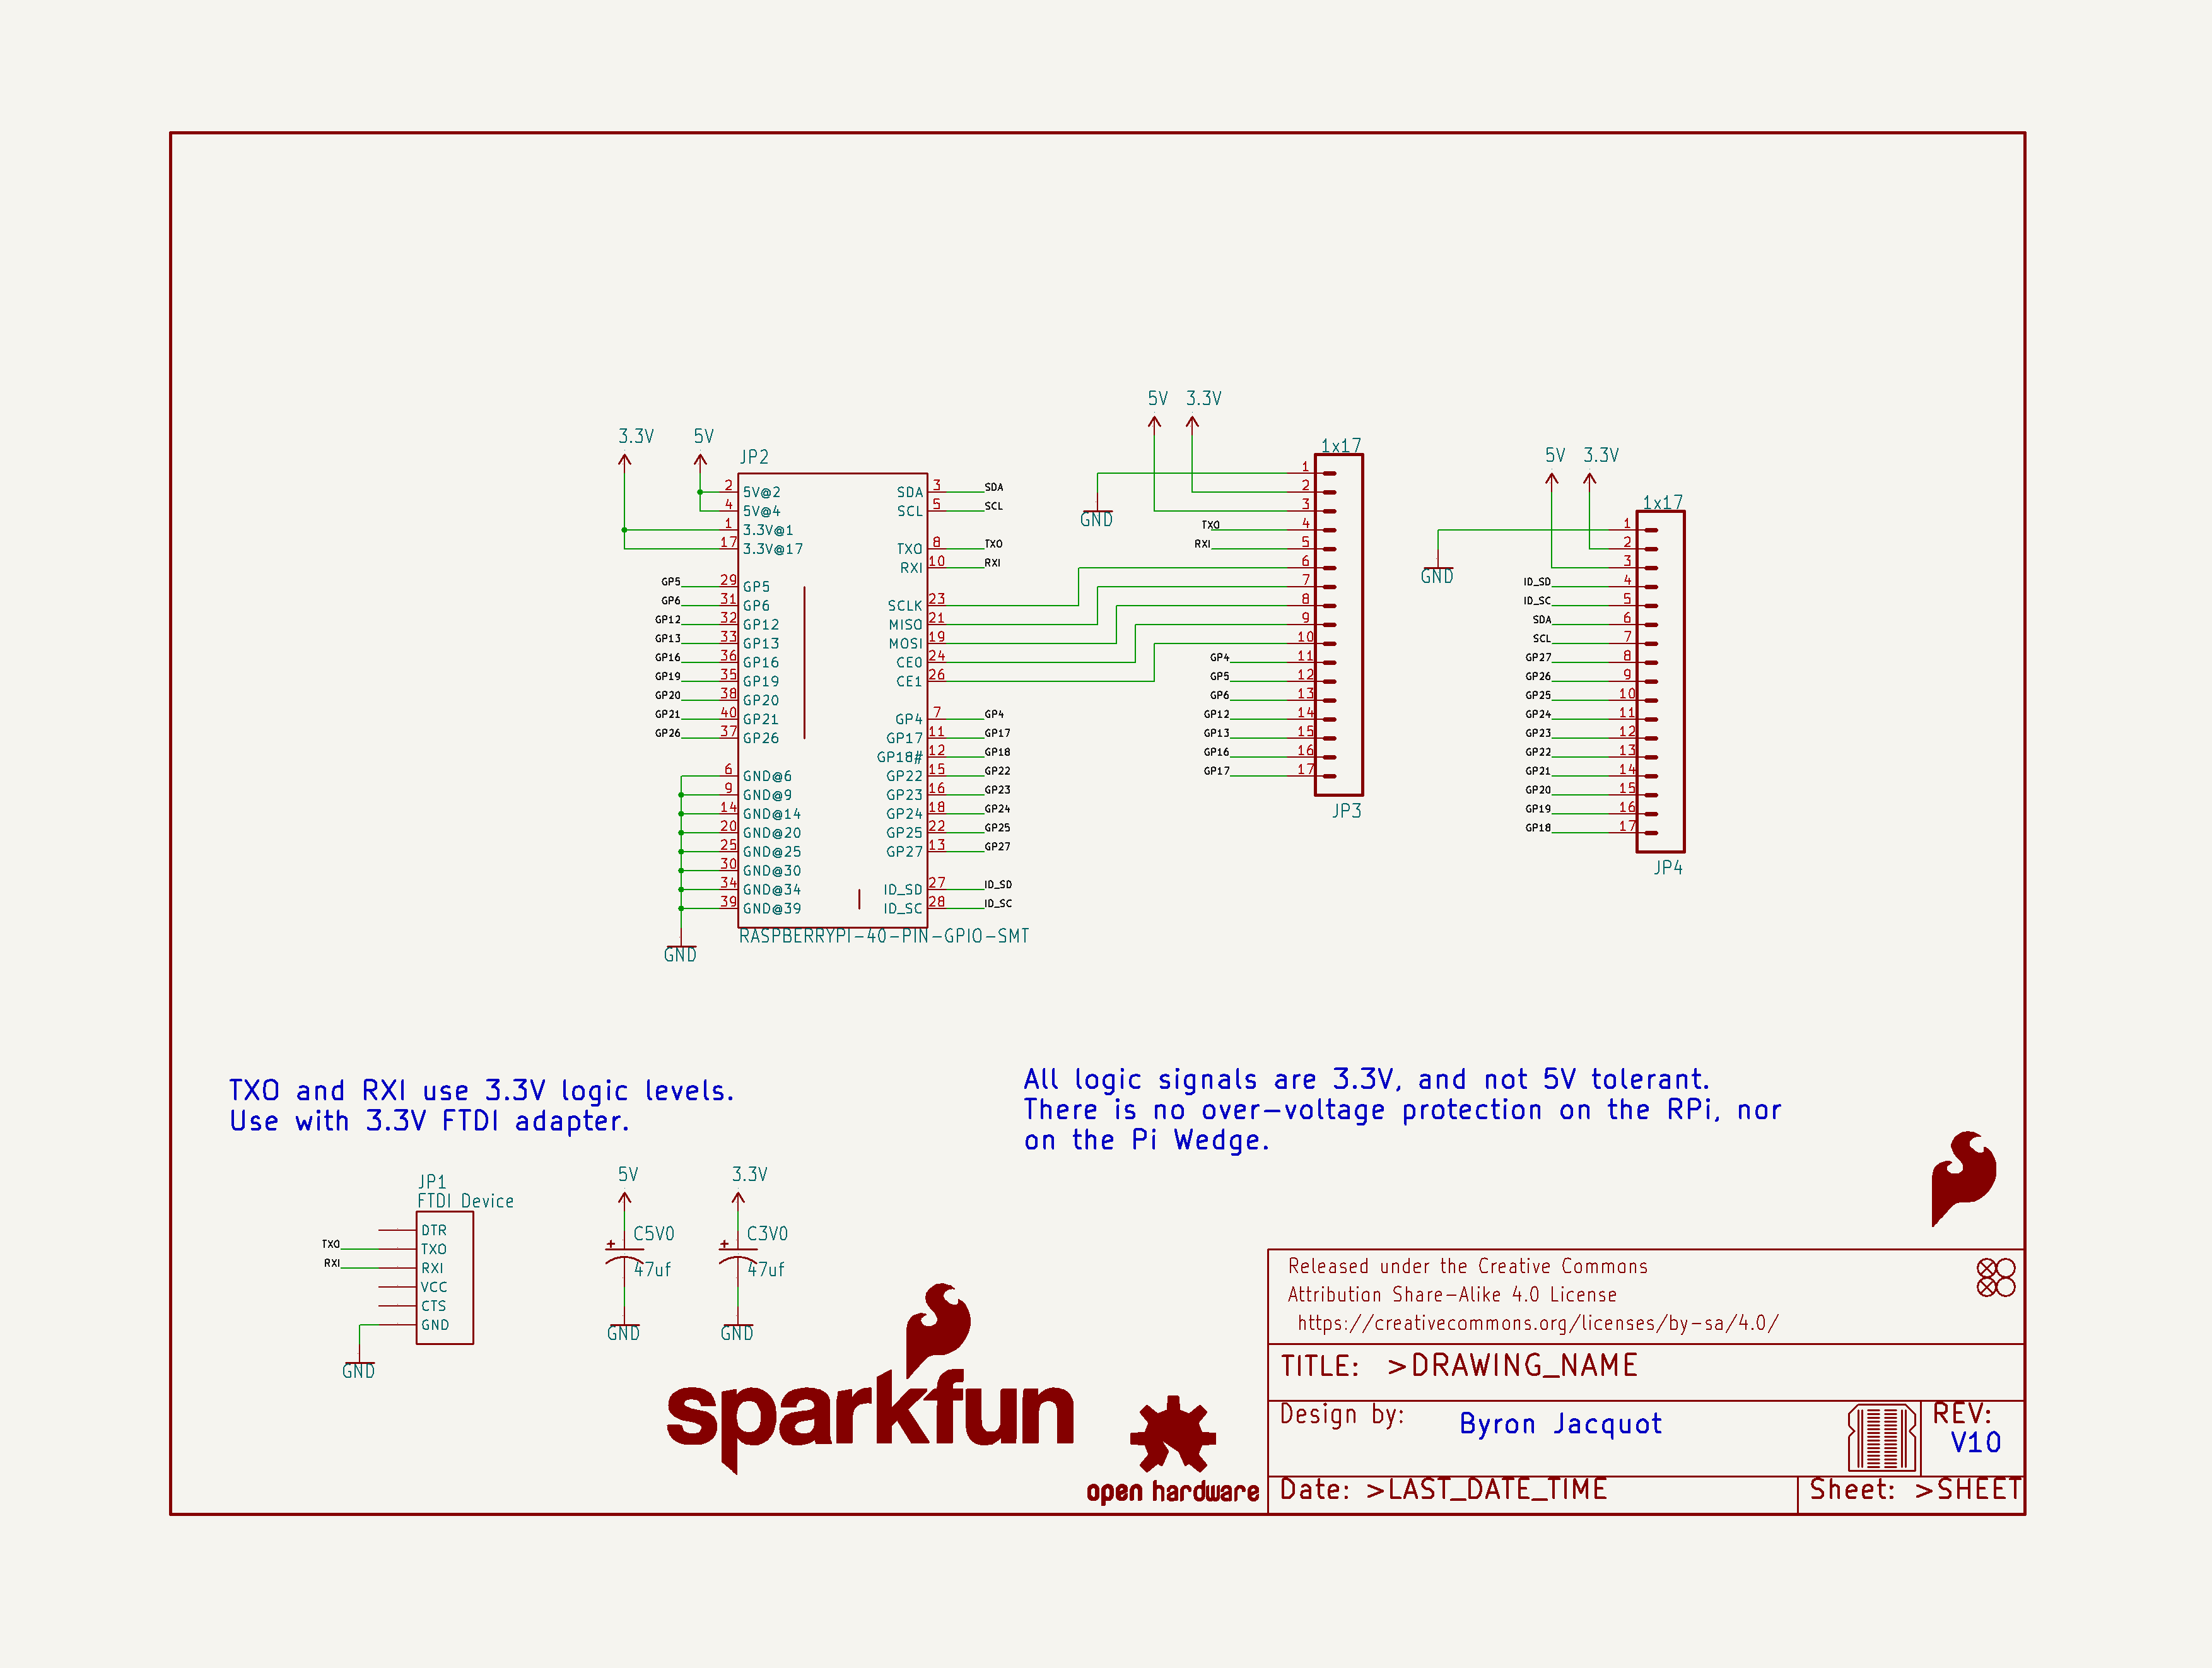 5V 3.3V
3.3V 5V
JP2
2 5V@2
4 5V@4
1 3.3V@1
17 3.3V@17
GP5 29 GP5
GP6 31 GP6
GP12 32 GP12
GP13 33 GP13
GP16 36 GP16
GP19 35 GP19
GP20 38 GP20
GP21 40 GP21
GP26 37 GP26
6 GND@6
9 GND@9
14 GND@14
20 GND@20
25 GND@25
30 GND@30
34 GND@34
39 GND@39
GND
SDA 3 SDA
SCL 5 SCL
TXO 8 TXO
RXI 10 RXI
SCLK 23
MISO 21
MOSI 19
CE0 24
CE1 26
GP4 7 GP4
GP17 11 GP17
GP18# 12 GP18
GP22 15 GP22
GP23 16 GP23
GP24 18 GP24
GP25 22 GP25
GP27 13 GP27
ID_SD 27 ID_SD
ID_SC 28 ID_SC
RASPBERRYPI-40-PIN-GPIO-SMT
1x17
GND
1
2
3
TXO 4
RXI 5
6
7
8
9
10
GP4 11
GP5 12
GP6 13
GP12 14
GP13 15
GP16 16
GP17 17
JP3
5V 3.3V
1x17
GND
1
2
3
ID_SD 4
ID_SC 5
SDA 6
SCL 7
GP27 8
GP26 9
GP25 10
GP24 11
GP23 12
GP22 13
GP21 14
GP20 15
GP19 16
GP18 17
JP4
TXO and RXI use 3.3V logic levels.
Use with 3.3V FTDI adapter.
All logic signals are 3.3V, and not 5V tolerant.
There is no over-voltage protection on the RPi, nor
on the Pi Wedge.
JP1
FTDI Device
DTR
TXO TXO
RXI RXI
VCC
CTS
GND
GND
5V
C5V0
+
47uf
GND
3.3V
C3V0
+
47uf
GND
sparkfun
open hardware
Released under the Creative Commons
Attribution Share-Alike 4.0 License
https://creativecommons.org/licenses/by-sa/4.0/
TITLE: >DRAWING_NAME
Design by: Byron Jacquot
REV:
V10
Date: >LAST_DATE_TIME
Sheet: >SHEET